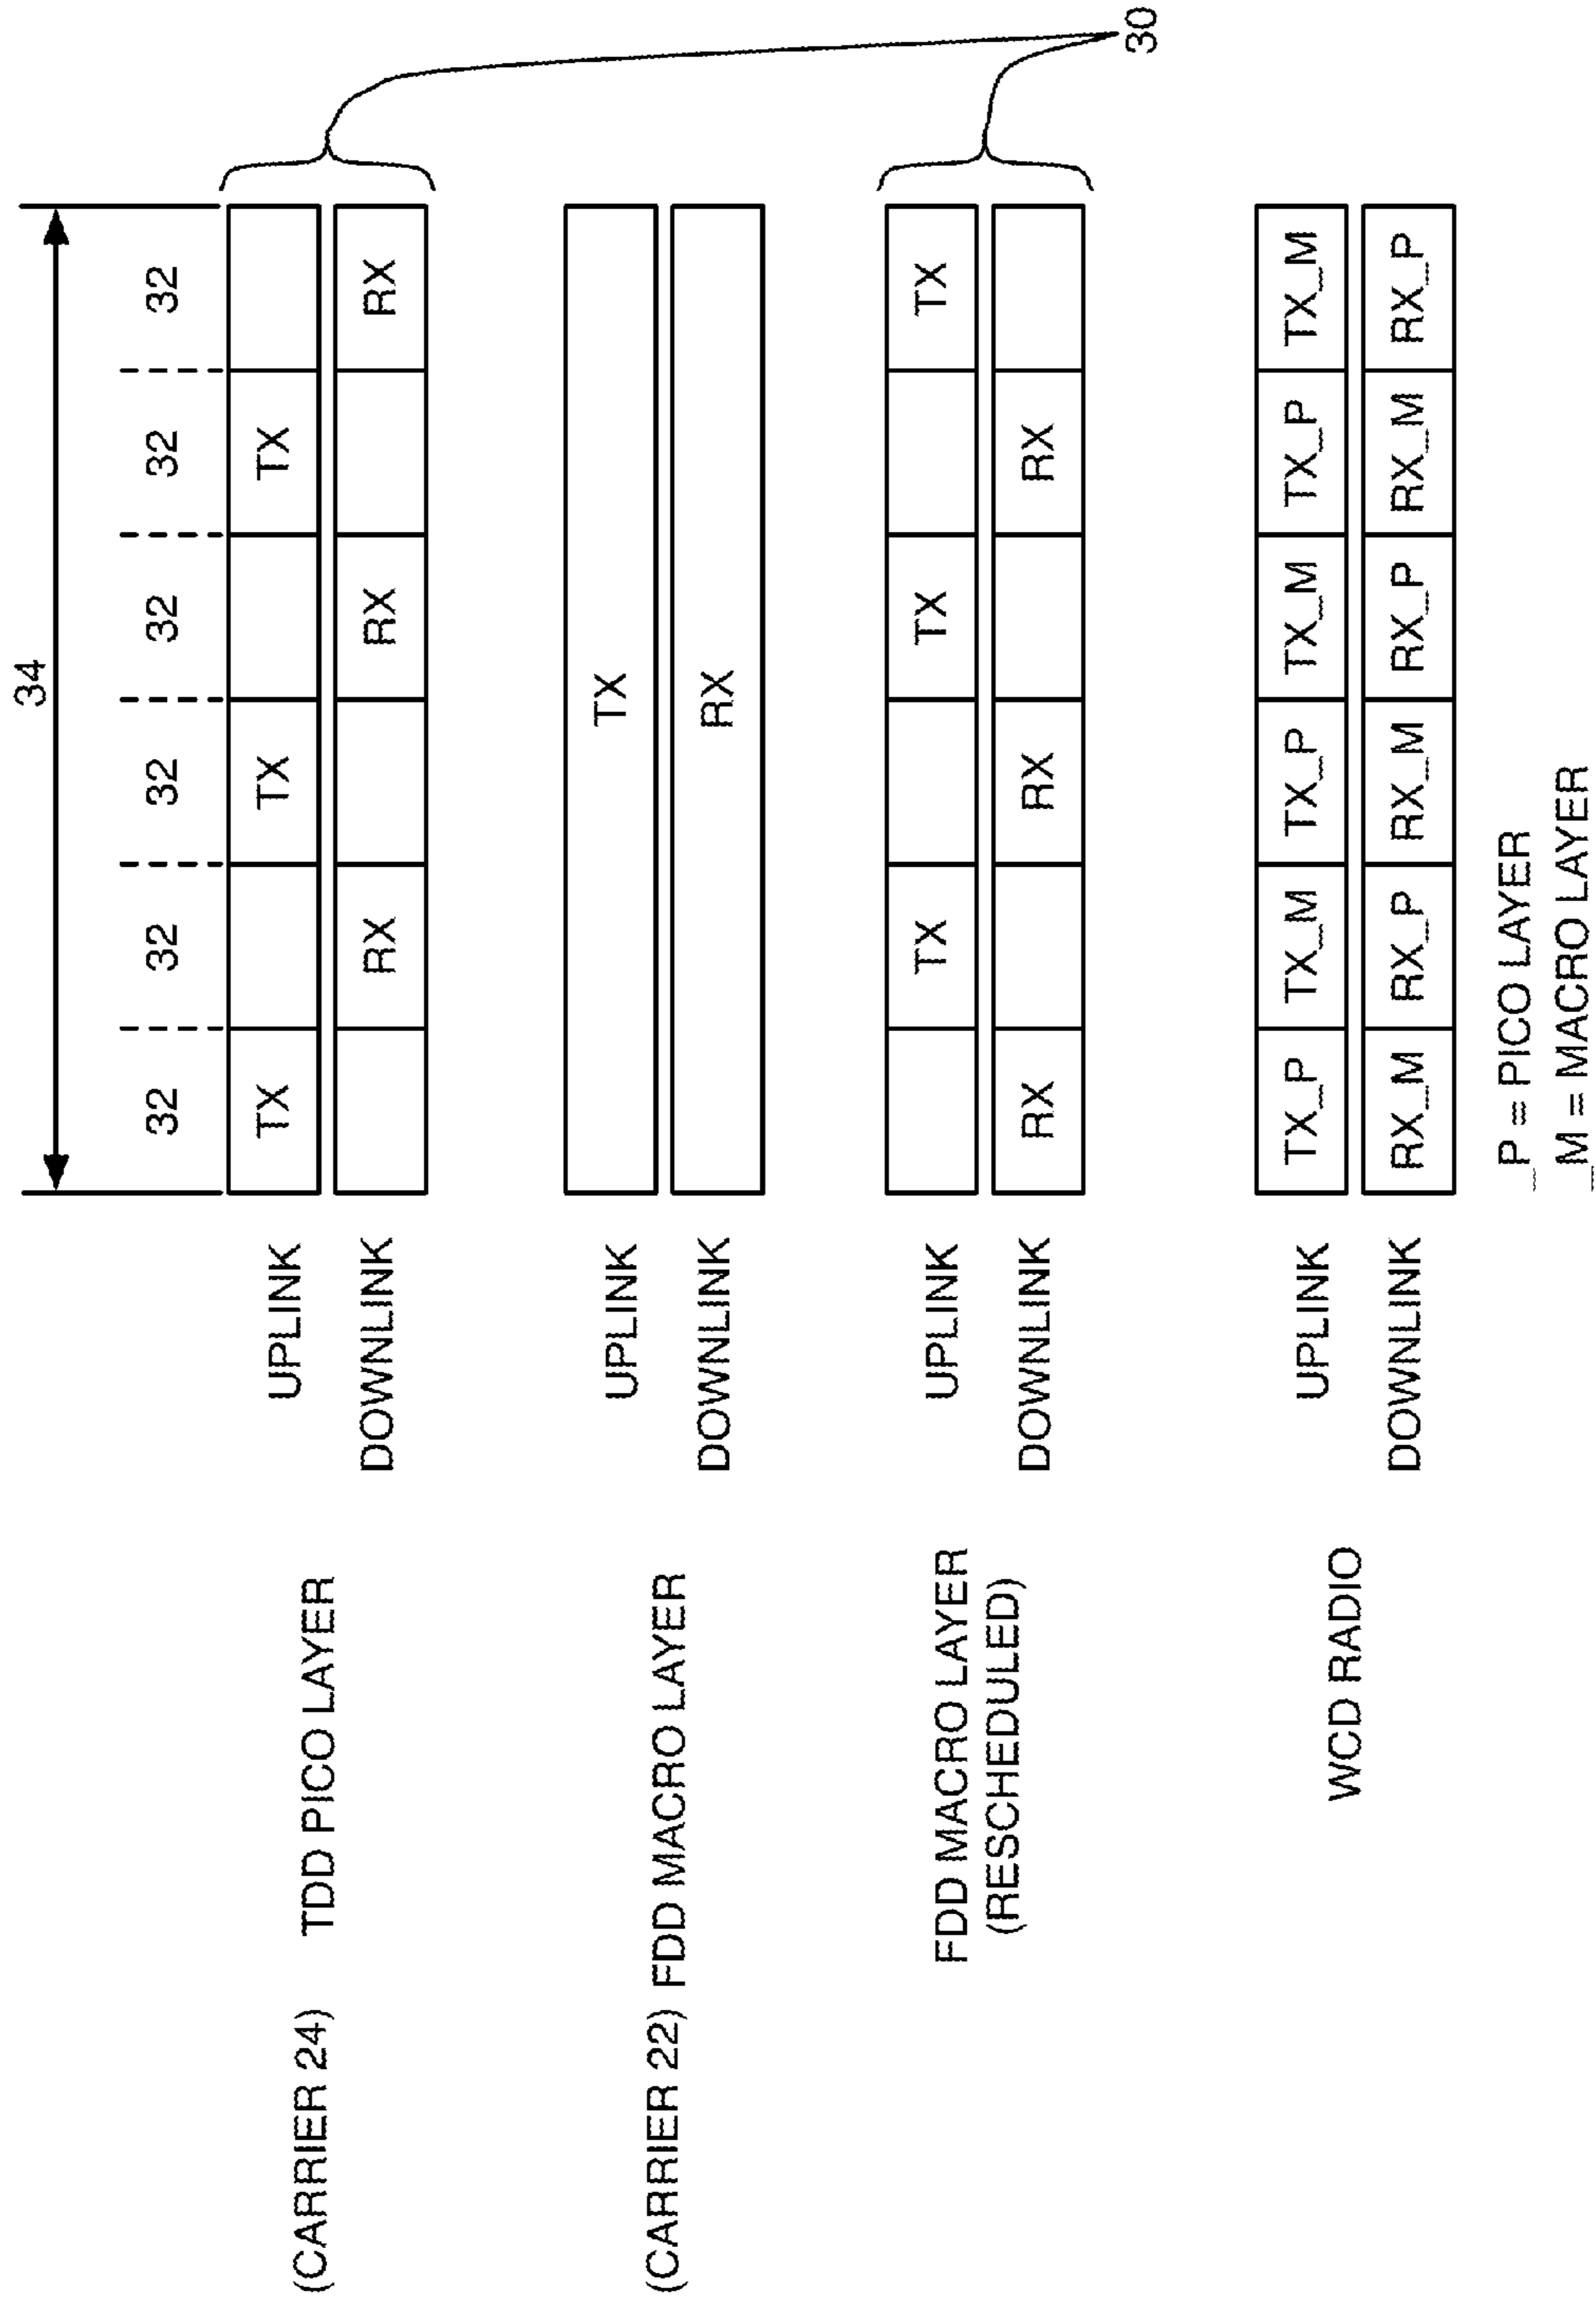 34
32 32 32 32 32 32
(CARRIER 24) TDD PICO LAYER
UPLINK TX TX TX
DOWNLINK RX RX RX
(CARRIER 22) FDD MACRO LAYER
UPLINK TX
DOWNLINK RX
FDD MACRO LAYER
(RESCHEDULED)
UPLINK TX TX TX
DOWNLINK RX RX RX
30
WCD RADIO
UPLINK TX_P TX_M TX_P TX_M TX_P TX_M
DOWNLINK RX_M RX_P RX_M RX_P RX_M RX_P
_P = PICO LAYER
_M = MACRO LAYER